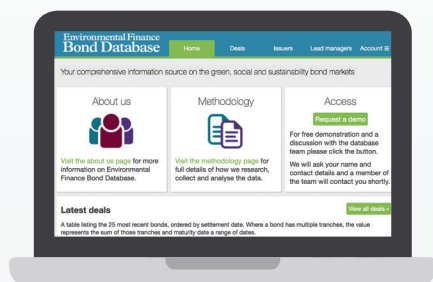 Environmental Finance
Bond Database
Home Deals Issuers Lead managers Account ≡
Your comprehensive information source on the green, social and sustainability bond markets
About us
Visit the about us page for more
information on Environmental
Finance Bond Database.
Methodology
Visit the methodology page for
full details of how we research,
collect and analyse the data.
Access
Request a demo
For free demonstration and a
discussion with the database
team please click the button.
We will ask your name and
contact details and a member of
the team will contact you shortly.
Latest deals
View all deals »
A table listing the 25 most recent bonds, ordered by settlement date. Where a bond has multiple tranches, the value
represents the sum of those tranches and maturity date a range of dates.